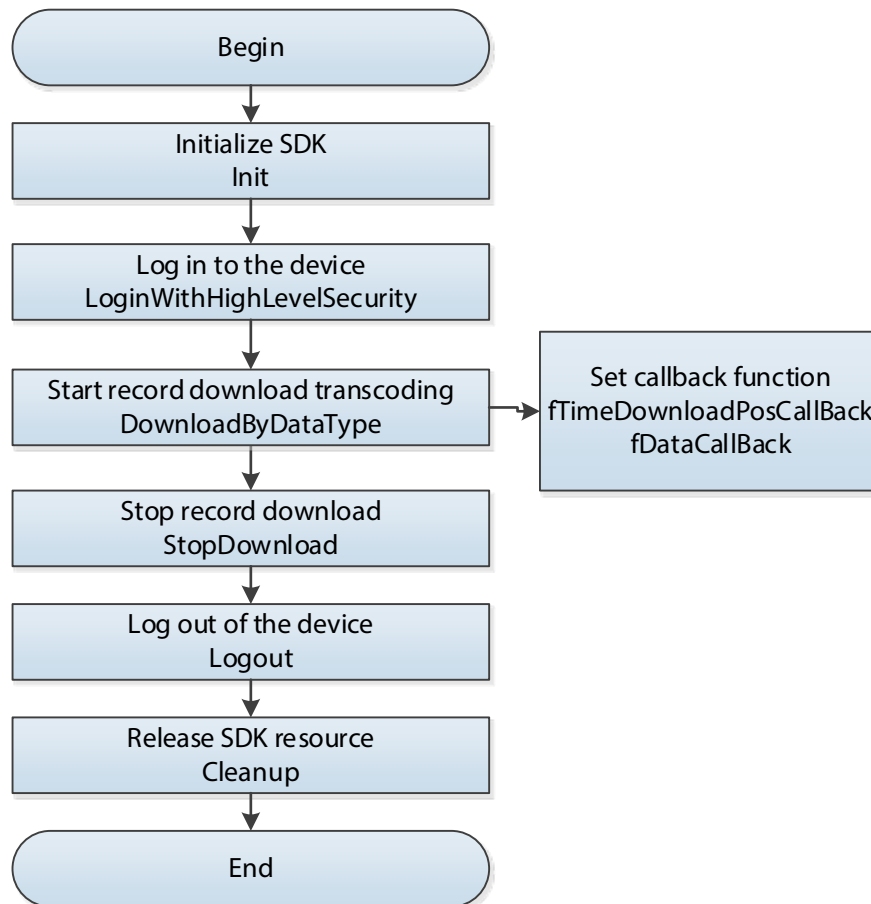 Begin
Initialize SDK
Init
Log in to the device
LoginWithHighLevelSecurity
Start record download transcoding
DownloadByDataType
Set callback function
fTimeDownloadPosCallBack
fDataCallBack
Stop record download
StopDownload
Log out of the device
Logout
Release SDK resource
Cleanup
End